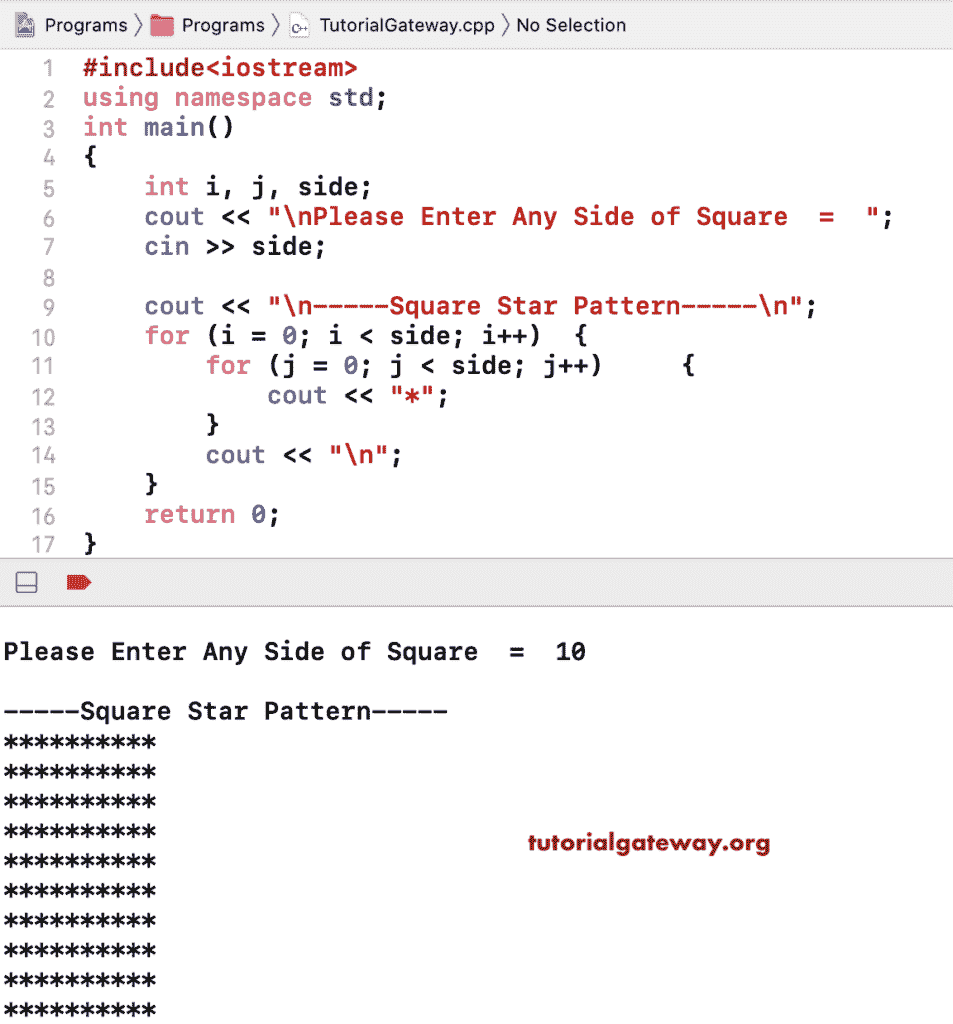 Programs 〉 Programs 〉 C++ TutorialGateway.cpp 〉 No Selection
1 #include<iostream>
2 using namespace std;
3 int main()
4 {
5     int i, j, side;
6     cout << "\nPlease Enter Any Side of Square  =  ";
7     cin >> side;
8
9     cout << "\n-----Square Star Pattern-----\n";
10     for (i = 0; i < side; i++)  {
11         for (j = 0; j < side; j++)     {
12             cout << "*";
13         }
14         cout << "\n";
15     }
16     return 0;
17 }
Please Enter Any Side of Square  =  10
-----Square Star Pattern-----
**********
**********
**********
**********
tutorialgateway.org
**********
**********
**********
**********
**********
**********